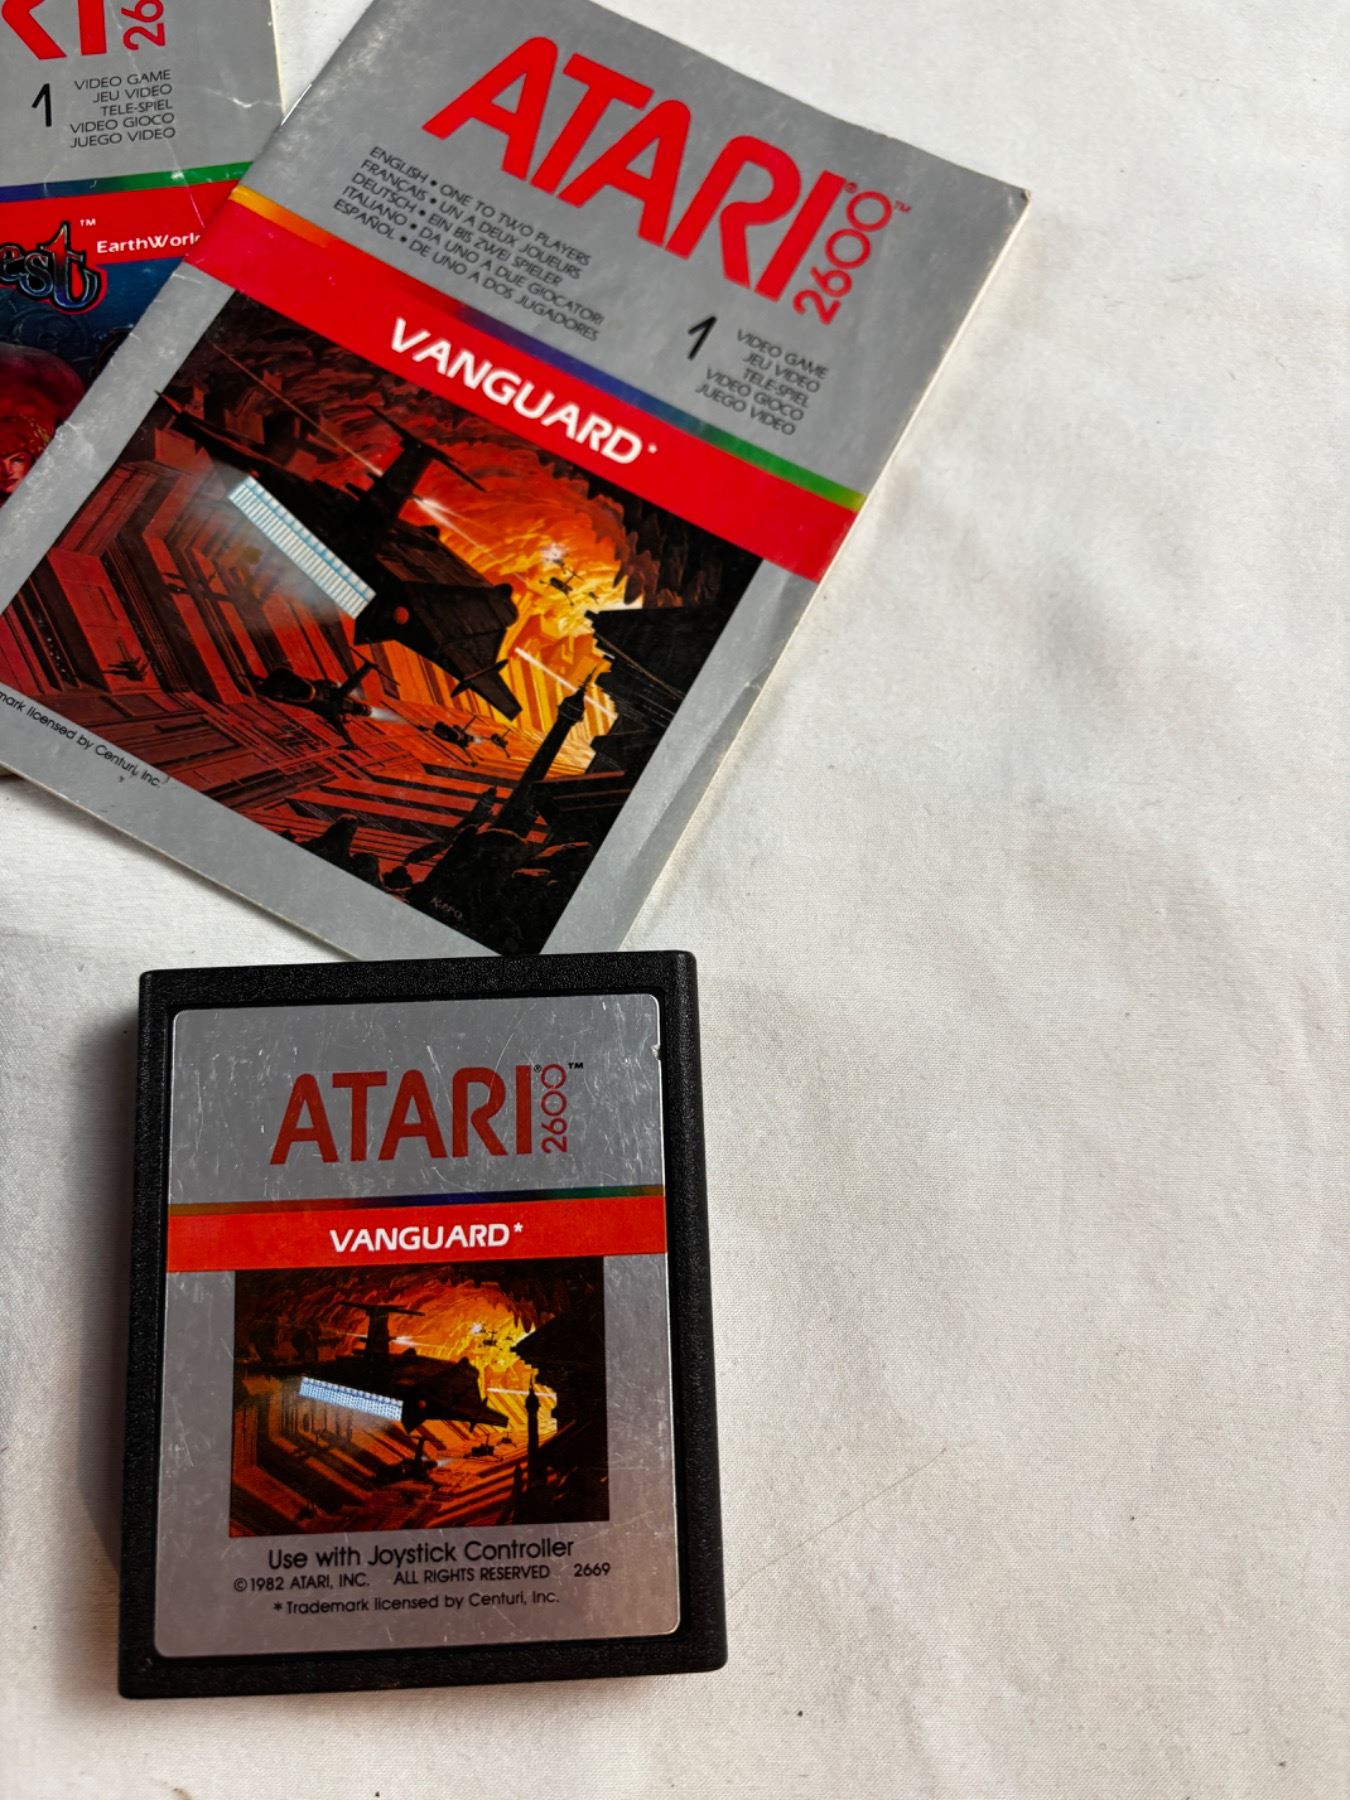 2600
1
VIDEO GAME
JEU VIDEO
TELE-SPIEL
VIDEO GIOCO
JUEGO VIDEO
™ EarthWorld
ATARI® 2600™
ENGLISH • ONE TO TWO PLAYERS
FRANÇAIS • UN A DEUX JOUEURS
DEUTSCH • EIN BIS ZWEI SPIELER
ITALIANO • DA UNO A DUE GIOCATORI
ESPAÑOL • DE UNO A DOS JUGADORES
1
VIDEO GAME
JEU VIDEO
TELE-SPIEL
VIDEO GIOCO
JUEGO VIDEO
VANGUARD*
licensed by Centuri, Inc.
ATARI® 2600™
VANGUARD*
Use with Joystick Controller
©1982 ATARI, INC. ALL RIGHTS RESERVED 2669
* Trademark licensed by Centuri, Inc.